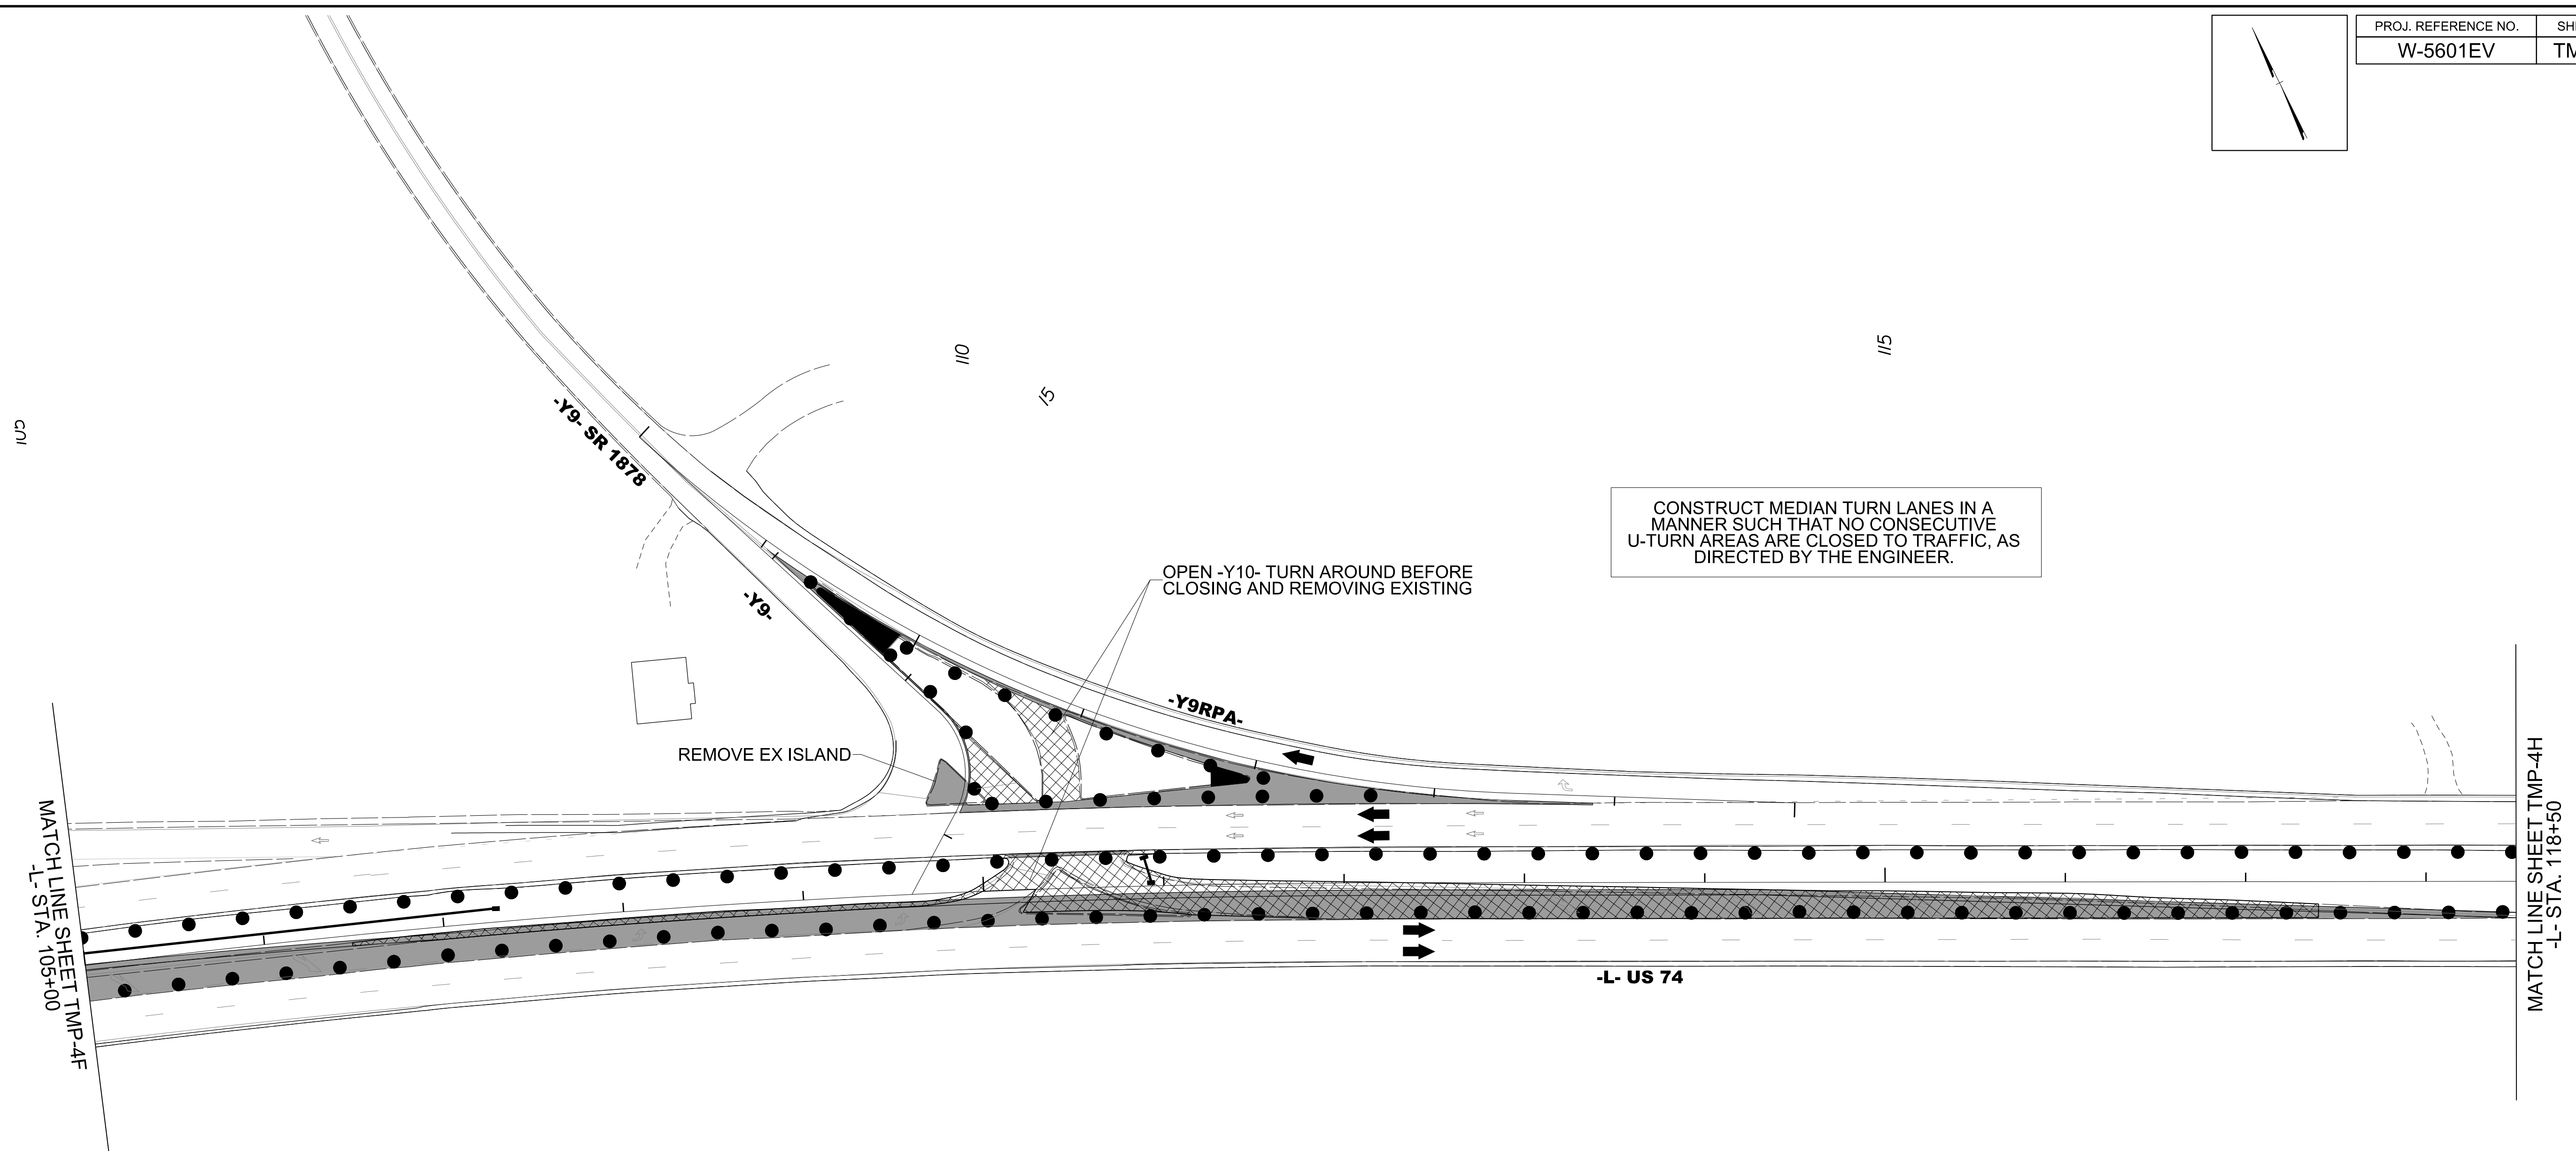 PROJ. REFERENCE NO.
W-5601EV
110
115
15
-Y9- SR 1878
CONSTRUCT MEDIAN TURN LANES IN A
MANNER SUCH THAT NO CONSECUTIVE
U-TURN AREAS ARE CLOSED TO TRAFFIC, AS
DIRECTED BY THE ENGINEER.
OPEN -Y10- TURN AROUND BEFORE
CLOSING AND REMOVING EXISTING
-Y9-
-Y9RPA-
REMOVE EX ISLAND
MATCH LINE SHEET TMP-4F
-L- STA. 105+00
MATCH LINE SHEET TMP-4H
-L- STA. 118+50
-L- US 74